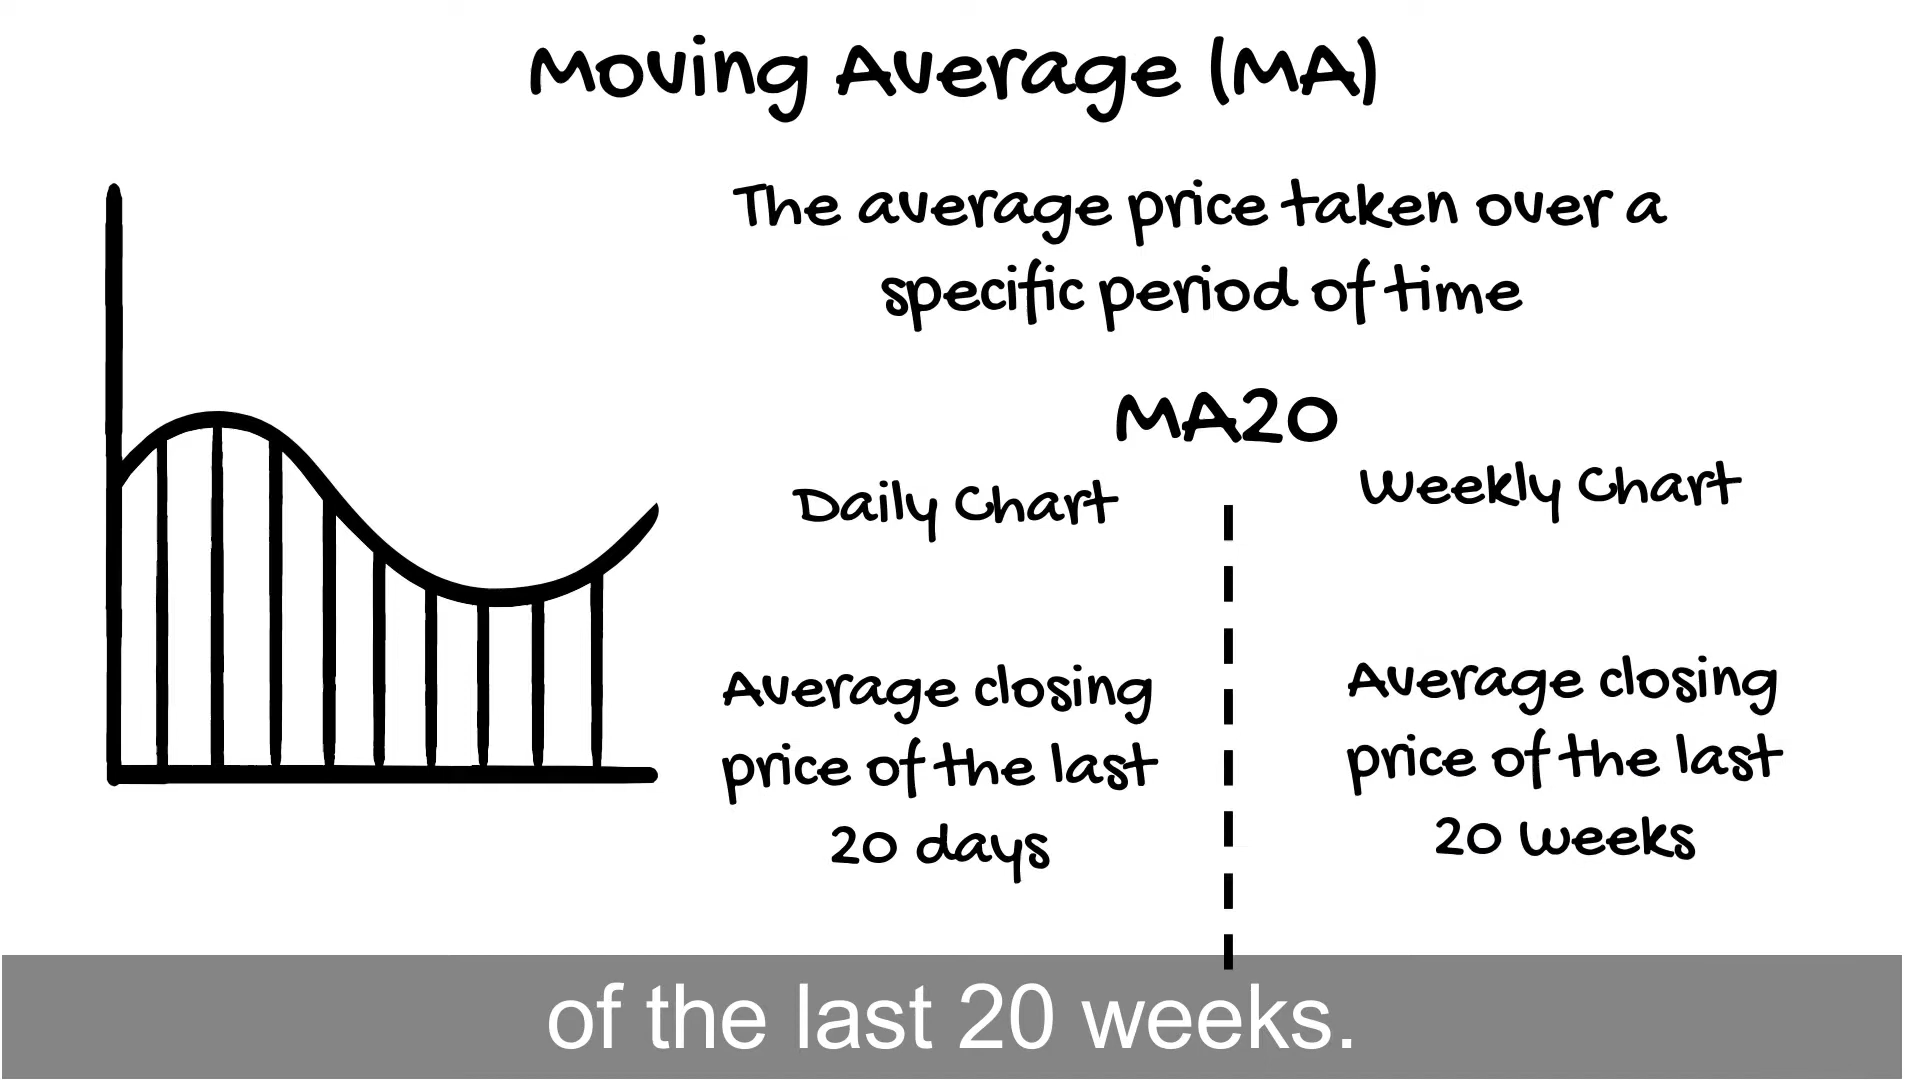 Moving Average (MA)
The average price taken over a
specific period of time
MA20
Daily Chart
Average closing
price of the last
20 days
Weekly Chart
Average closing
price of the last
20 weeks
of the last 20 weeks.